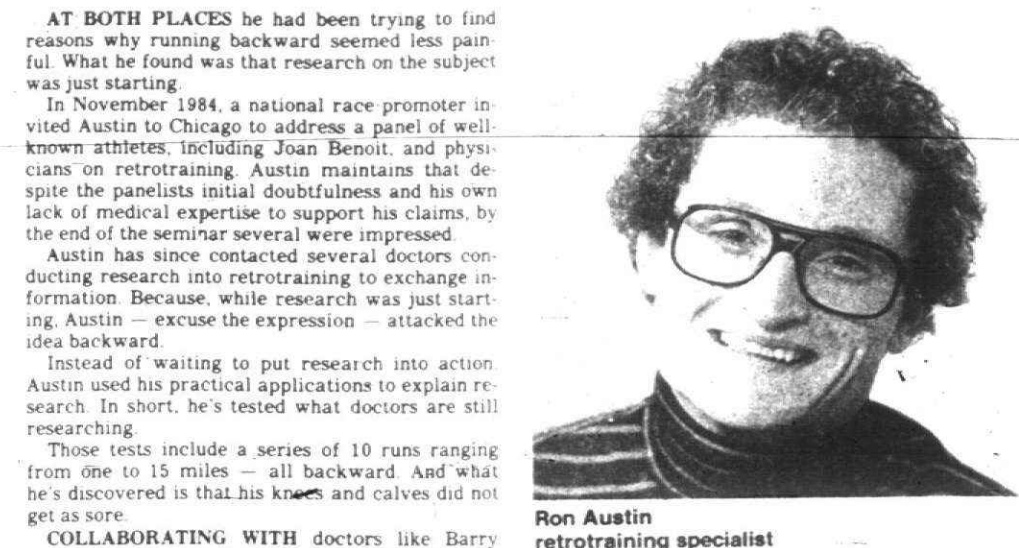 AT BOTH PLACES he had been trying to find
reasons why running backward seemed less pain-
ful. What he found was that research on the subject
was just starting.
In November 1984, a national race promoter in-
vited Austin to Chicago to address a panel of well-
known athletes, including Joan Benoit, and physi-
cians on retrotraining. Austin maintains that de-
spite the panelists initial doubtfulness and his own
lack of medical expertise to support his claims, by
the end of the seminar several were impressed.
Austin has since contacted several doctors con-
ducting research into retrotraining to exchange in-
formation. Because, while research was just start-
ing, Austin — excuse the expression — attacked the
idea backward.
Instead of waiting to put research into action
Austin used his practical applications to explain re-
search. In short, he's tested what doctors are still
researching.
Those tests include a series of 10 runs ranging
from one to 15 miles — all backward. And what
he's discovered is that his knees and calves did not
get as sore.
COLLABORATING WITH doctors like Barry
Ron Austin
retrotraining specialist